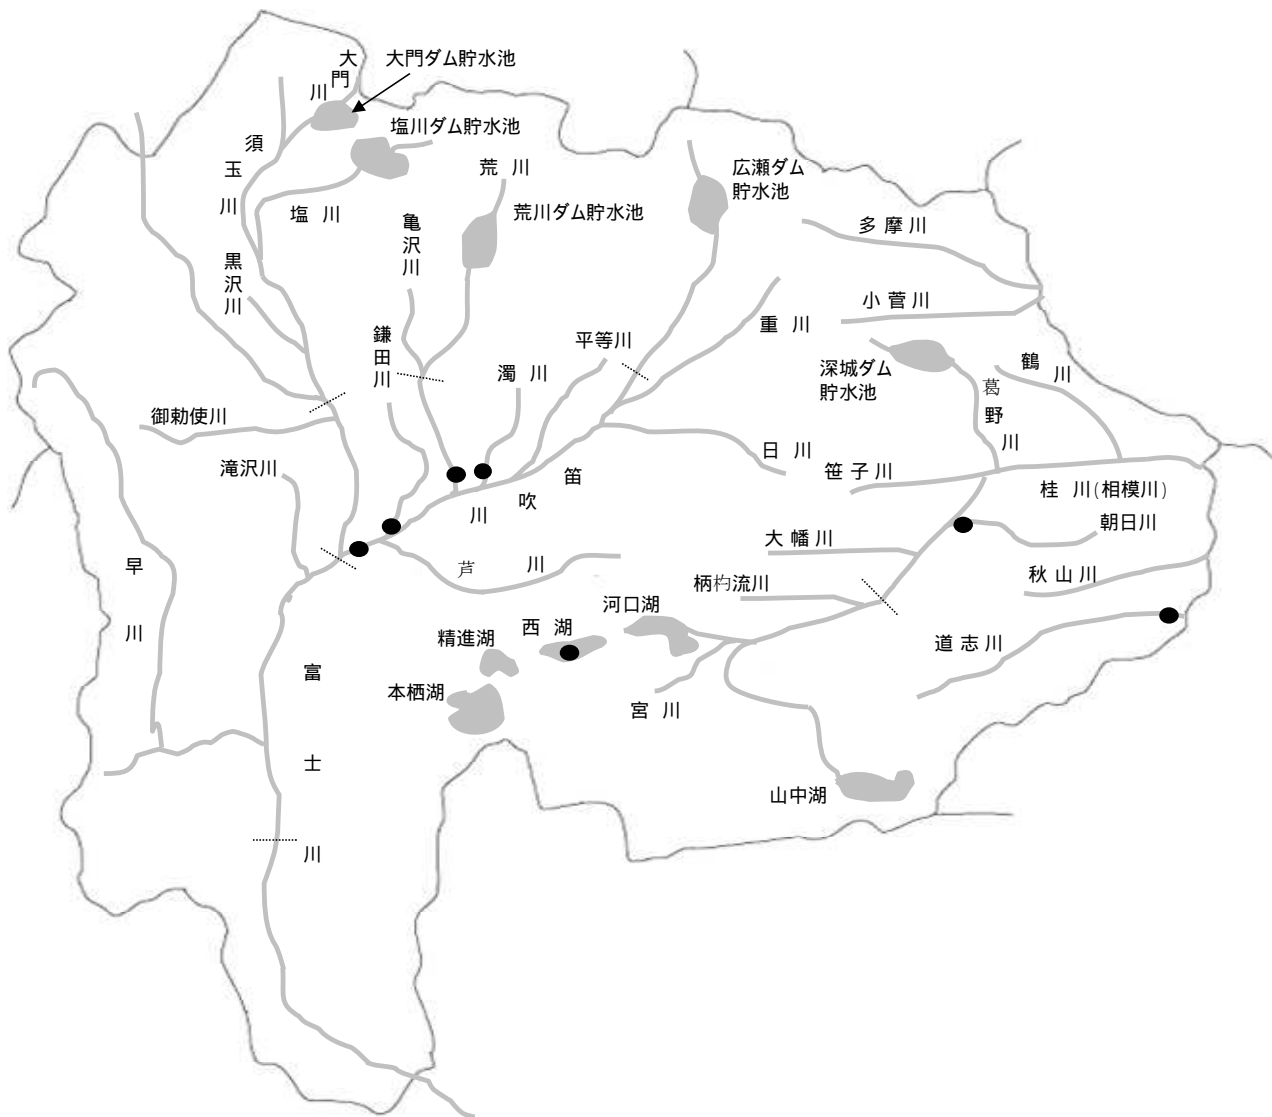 大門川
大門ダム貯水池
塩川ダム貯水池
須玉川
塩川
荒川
広瀬ダム
貯水池
荒川ダム貯水池
亀沢川
多摩川
黒沢川
小菅川
重川
鎌田川
平等川
濁川
深城ダム
貯水池
鶴川
葛野川
御勅使川
滝沢川
日川
笹子川
笛吹川
桂川(相模川)
朝日川
大幡川
早川
芦川
秋山川
柄杓流川
河口湖
西湖
精進湖
道志川
本栖湖
宮川
富士川
山中湖